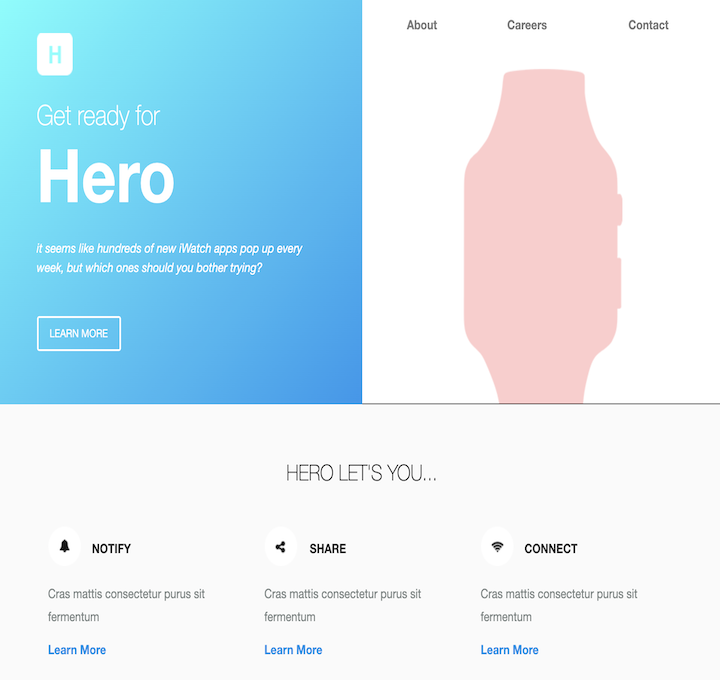 H
About
Careers
Contact
Get ready for
Hero
it seems like hundreds of new iWatch apps pop up every
week, but which ones should you bother trying?
LEARN MORE
HERO LET'S YOU...
NOTIFY
Cras mattis consectetur purus sit
fermentum
Learn More
SHARE
Cras mattis consectetur purus sit
fermentum
Learn More
CONNECT
Cras mattis consectetur purus sit
fermentum
Learn More